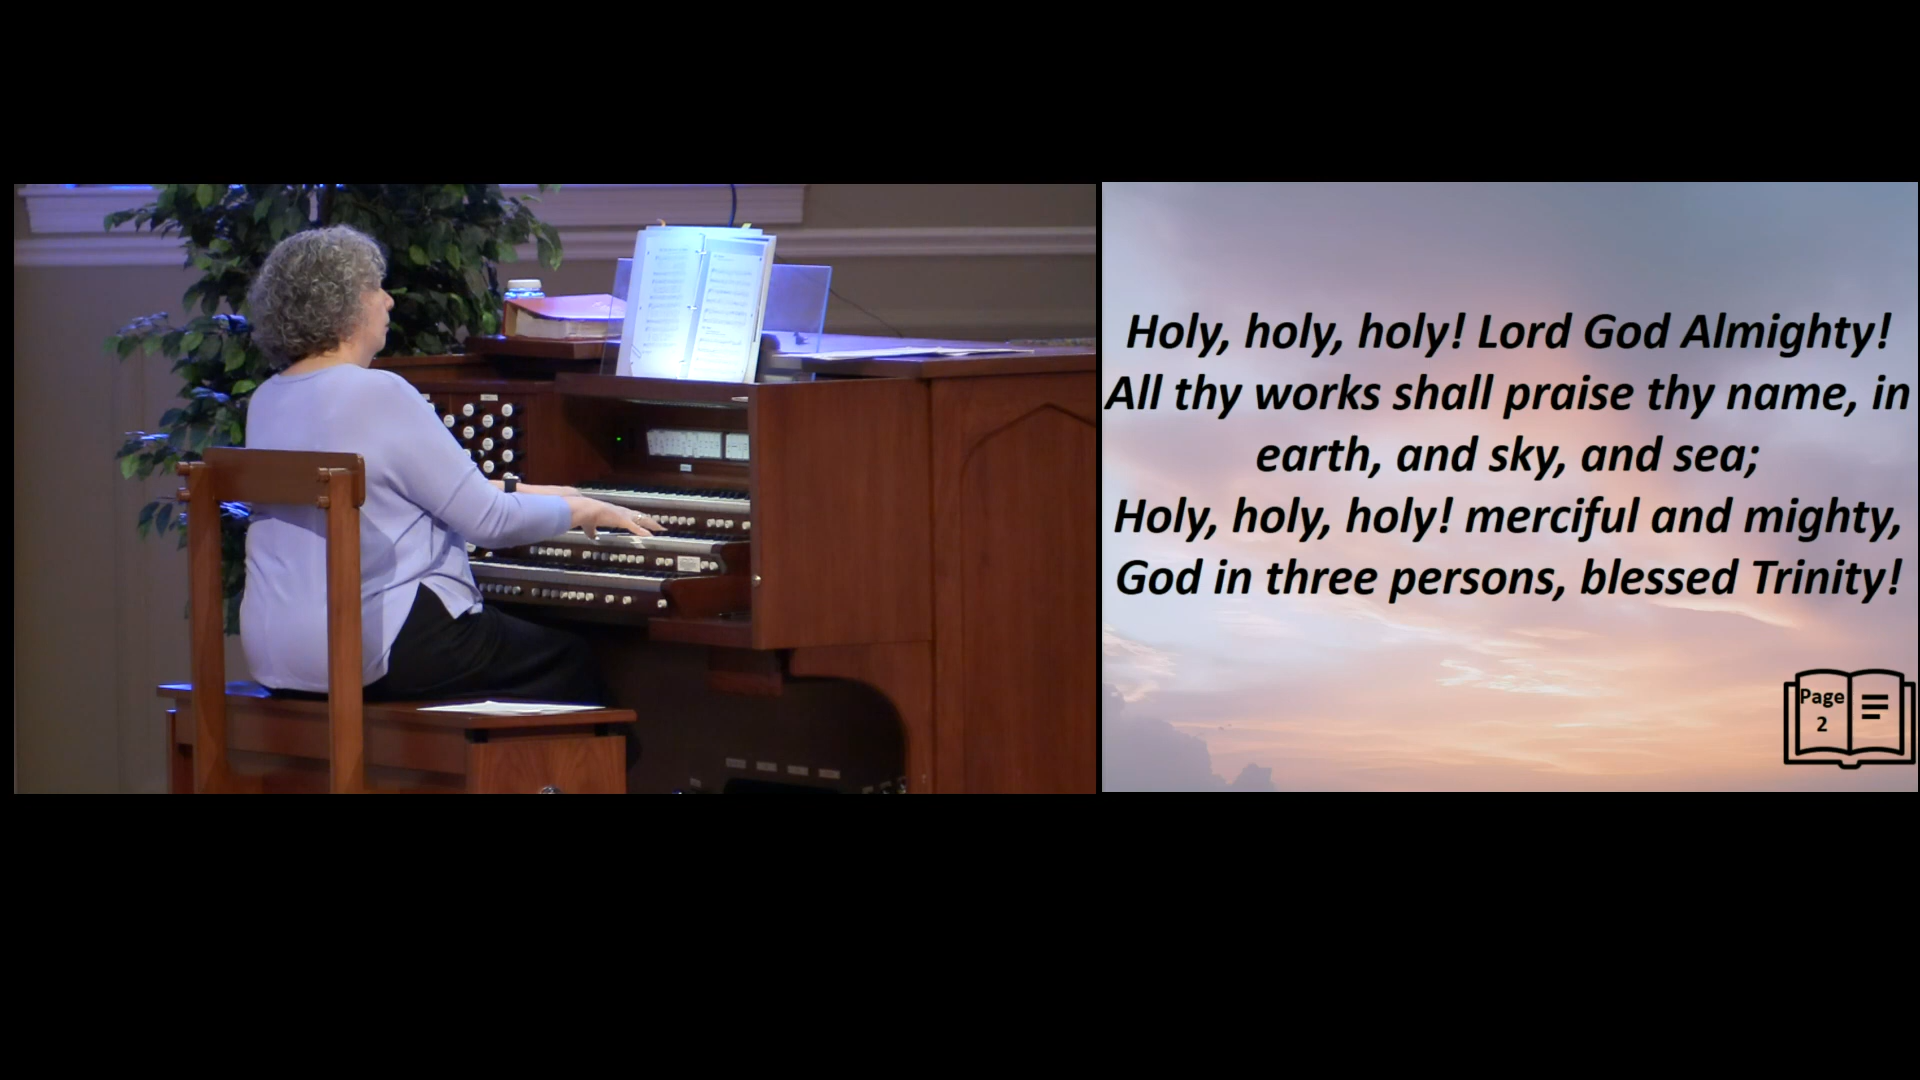 Holy, holy, holy! Lord God Almighty!
All thy works shall praise thy name, in
earth, and sky, and sea;
Holy, holy, holy! merciful and mighty,
God in three persons, blessed Trinity!
Page
2